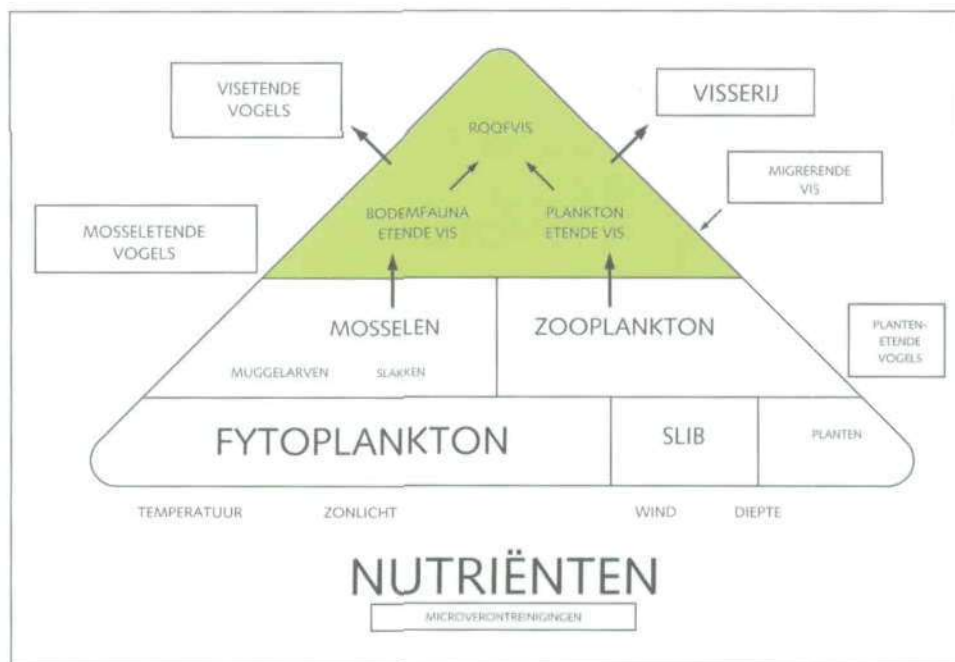 VISETENDE
VOGELS
VISSERIJ
ROOFVIS
MIGRERENDE
VIS
BODEMFAUNA
ETENDE VIS
PLANKTON
ETENDE VIS
MOSSELETENDE
VOGELS
MOSSELEN
ZOOPLANKTON
PLANTEN-
ETENDE
VOGELS
MUGGELARVEN
SLAKKEN
FYTOPLANKTON
SLIB
PLANTEN
TEMPERATUUR
ZONLICHT
WIND
DIEPTE
NUTRIËNTEN
MICROVERONTREINIGINGEN